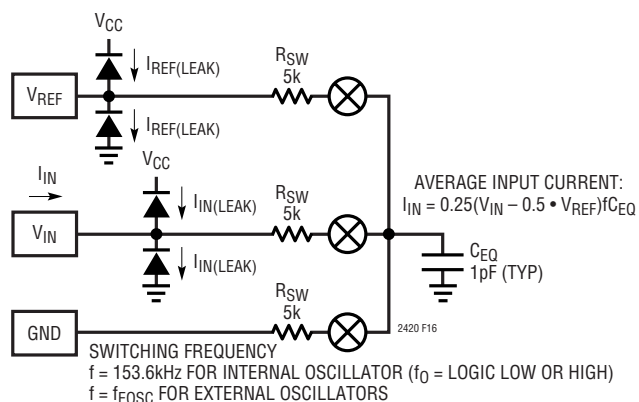 VCC
IREF(LEAK)
VREF
IREF(LEAK)
RSW
5k
VCC
IIN
IIN(LEAK)
VIN
IIN(LEAK)
RSW
5k
AVERAGE INPUT CURRENT:
IIN = 0.25(VIN – 0.5 • VREF)fCEQ
CEQ
1pF (TYP)
RSW
5k
GND
2420 F16
SWITCHING FREQUENCY
f = 153.6kHz FOR INTERNAL OSCILLATOR (fO = LOGIC LOW OR HIGH)
f = fEOSC FOR EXTERNAL OSCILLATORS